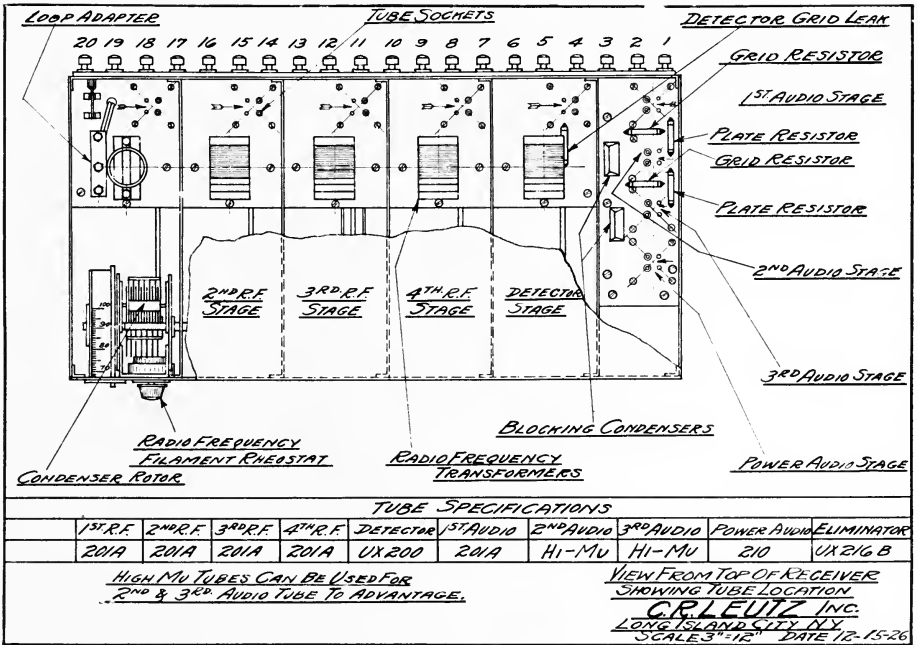 LOOP ADAPTER
TUBE SOCKETS
DETECTOR GRID LEAK
20 19 18 17 16 15 14 13 12 11 10 9 8 7 6 5 4 3 2 1
GRID RESISTOR
1ST. AUDIO STAGE
PLATE RESISTOR
GRID RESISTOR
PLATE RESISTOR
2ND AUDIO STAGE
2ND R.F.
STAGE
3RD. R.F.
STAGE
4TH. R.F.
STAGE
DETECTOR
STAGE
100
90
80
70
3RD AUDIO STAGE
BLOCKING CONDENSERS
RADIO FREQUENCY
FILAMENT RHEOSTAT
CONDENSER ROTOR
RADIO FREQUENCY
TRANSFORMERS
POWER AUDIO STAGE
TUBE SPECIFICATIONS
1ST. R.F. 2ND R.F. 3RD R.F. 4TH R.F. DETECTOR 1ST AUDIO 2ND AUDIO 3RD AUDIO POWER AUDIO ELIMINATOR
201A 201A 201A 201A UX200 201A HI-MU HI-MU 210 UX216B
HIGH MU TUBES CAN BE USED FOR
2ND & 3RD. AUDIO TUBE TO ADVANTAGE.
VIEW FROM TOP OF RECEIVER
SHOWING TUBE LOCATION
C.R. LEUTZ INC.
LONG ISLAND CITY N.Y.
SCALE 3"=12" DATE 12-15-26